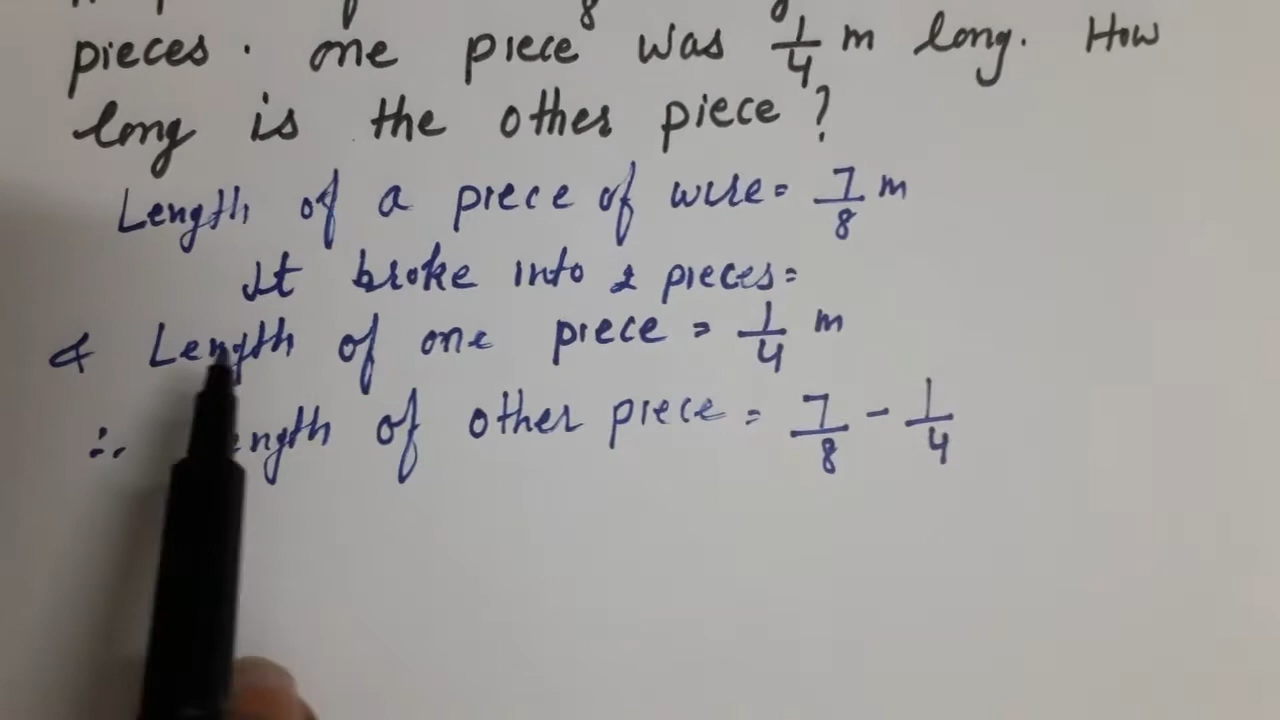 8
pieces. one piece was 1/4 m long. How
long is the other piece?
Length of a piece of wire = 7/8 m
It broke into 2 pieces =
& Length of one piece = 1/4 m
∴ ength of other piece = 7/8 - 1/4